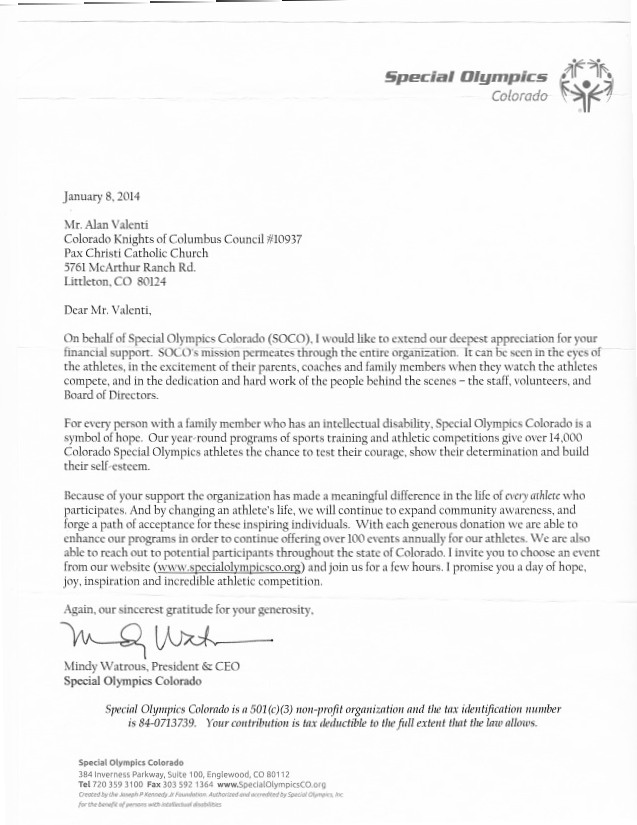 Special Olympics
Colorado
January 8, 2014
Mr. Alan Valenti
Colorado Knights of Columbus Council #10937
Pax Christi Catholic Church
5761 McArthur Ranch Rd.
Littleton, CO 80124
Dear Mr. Valenti,
On behalf of Special Olympics Colorado (SOCO), I would like to extend our deepest appreciation for your
financial support. SOCO's mission permeates through the entire organization. It can be seen in the eyes of
the athletes, in the excitement of their parents, coaches and family members when they watch the athletes
compete, and in the dedication and hard work of the people behind the scenes – the staff, volunteers, and
Board of Directors.
For every person with a family member who has an intellectual disability, Special Olympics Colorado is a
symbol of hope. Our year-round programs of sports training and athletic competitions give over 14,000
Colorado Special Olympics athletes the chance to test their courage, show their determination and build
their self-esteem.
Because of your support the organization has made a meaningful difference in the life of every athlete who
participates. And by changing an athlete's life, we will continue to expand community awareness, and
forge a path of acceptance for these inspiring individuals. With each generous donation we are able to
enhance our programs in order to continue offering over 100 events annually for our athletes. We are also
able to reach out to potential participants throughout the state of Colorado. I invite you to choose an event
from our website (www.specialolympicsco.org) and join us for a few hours. I promise you a day of hope,
joy, inspiration and incredible athletic competition.
Again, our sincerest gratitude for your generosity,
Mindy Watrous, President & CEO
Special Olympics Colorado
Special Olympics Colorado is a 501(c)(3) non-profit organization and the tax identification number
is 84-0713739. Your contribution is tax deductible to the full extent that the law allows.
Special Olympics Colorado
384 Inverness Parkway, Suite 100, Englewood, CO 80112
Tel 720 359 3100 Fax 303 592 1364 www.SpecialOlympicsCO.org
Created by the Joseph P. Kennedy Jr. Foundation. Authorized and accredited by Special Olympics, Inc
for the benefit of persons with intellectual disabilities